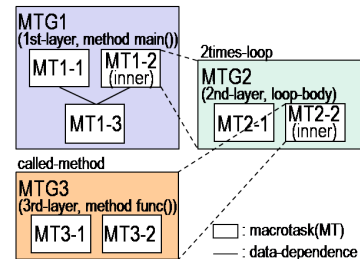 MTG1
(1st-layer, method main())
MT1-1
MT1-2
(inner)
MT1-3
2times-loop
MTG2
(2nd-layer, loop-body)
MT2-1
MT2-2
(inner)
called-method
MTG3
(3rd-layer, method func())
MT3-1
MT3-2
: macrotask(MT)
: data-dependence